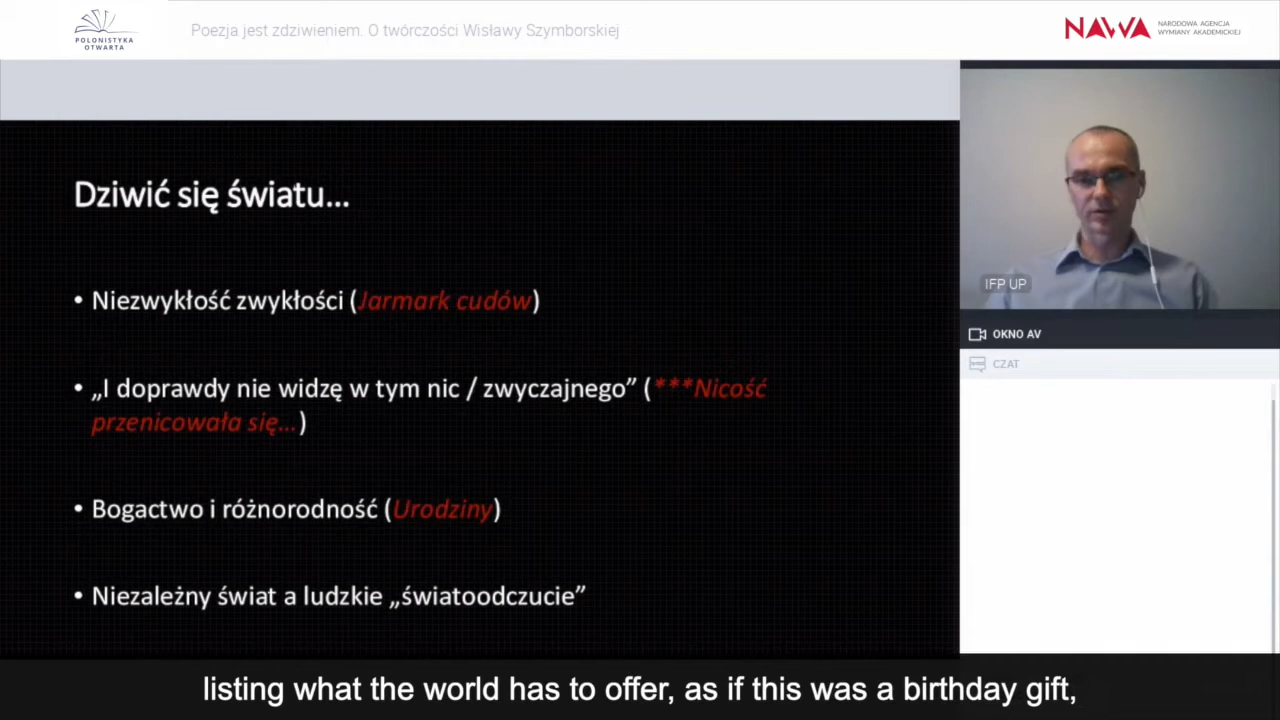 POLONISTYKA
OTWARTA
Poezja jest zdziwieniem. O twórczości Wisławy Szymborskiej
NAWA
NARODOWA AGENCJA
WYMIANY AKADEMICKIEJ
Dziwić się światu...
• Niezwykłość zwykłości (Jarmark cudów)
• „I doprawdy nie widzę w tym nic / zwyczajnego” (***Nicość
przenicowała się...)
• Bogactwo i różnorodność (Urodziny)
• Niezależny świat a ludzkie „światoodczucie”
IFP UP
OKNO AV
CZAT
listing what the world has to offer, as if this was a birthday gift,